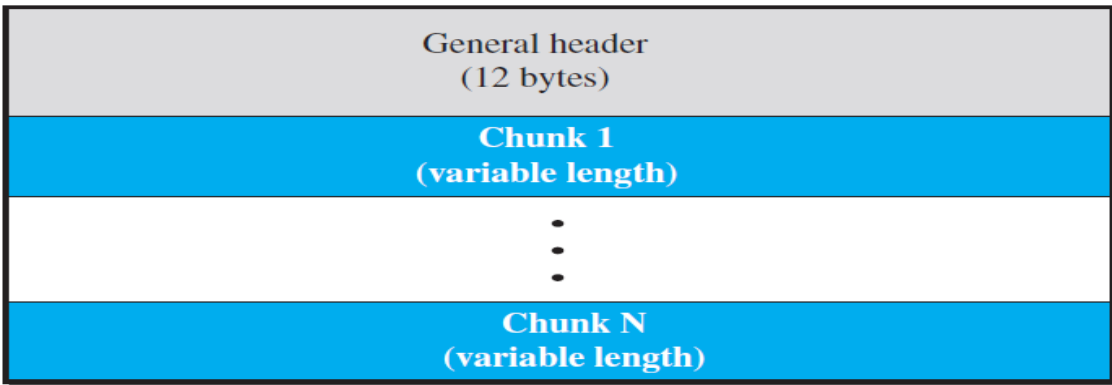 General header
(12 bytes)
Chunk 1
(variable length)
Chunk N
(variable length)